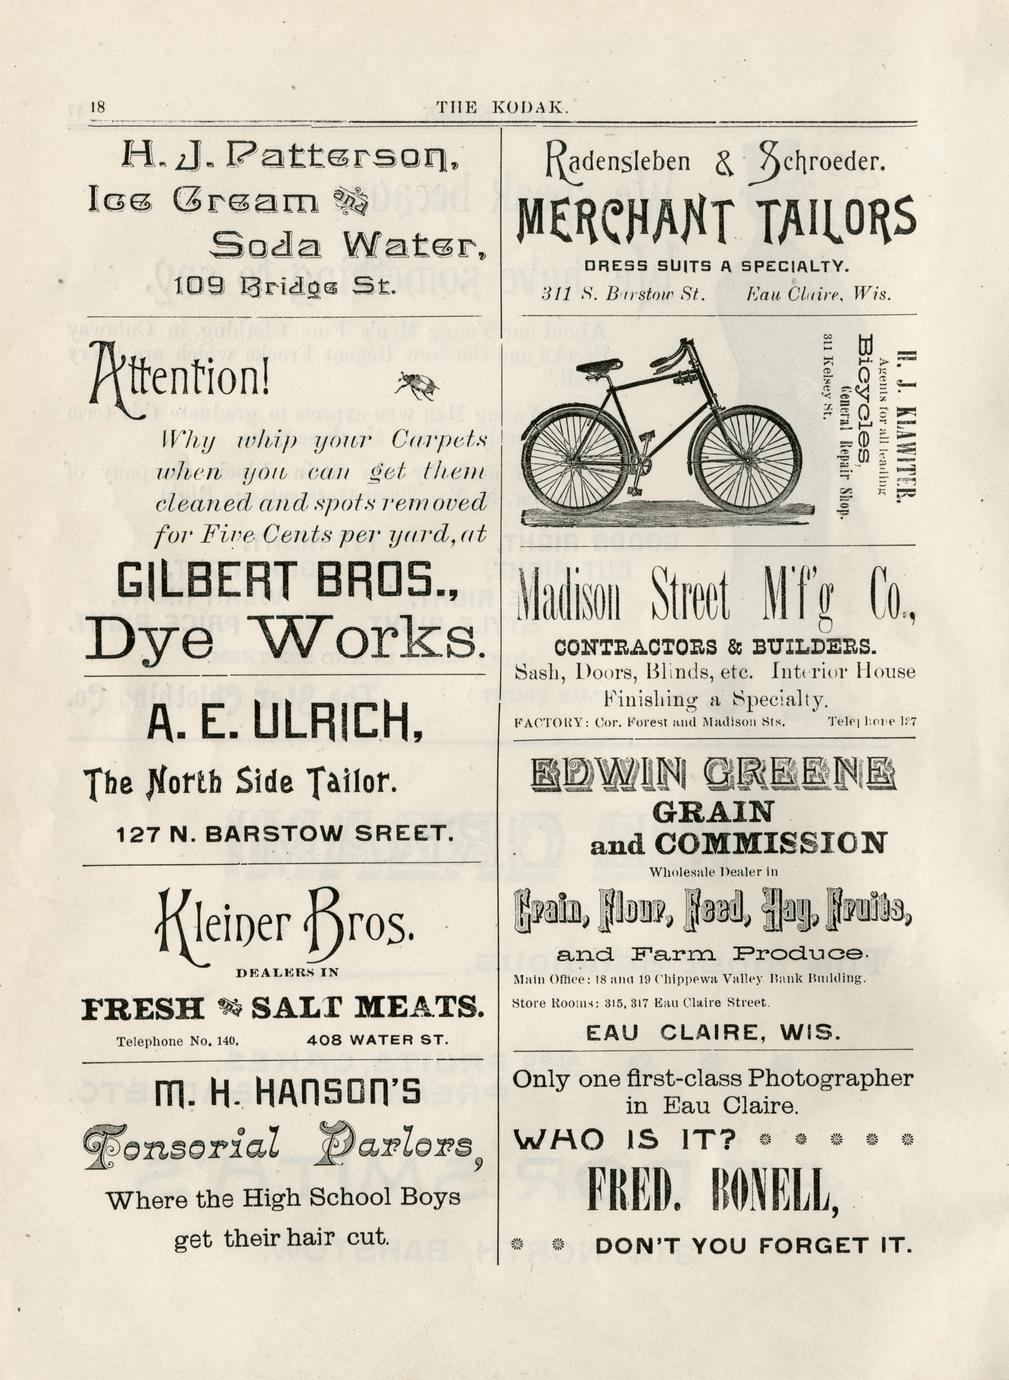 18
THE KODAK.
H. J. Patterson,
Ice Cream and
Soda Water,
109 Bridge St.
Attention!
Why whip your Carpets
when you can get them
cleaned and spots removed
for Five Cents per yard, at
GILBERT BROS.,
Dye Works.
A. E. ULRICH,
The North Side Tailor.
127 N. BARSTOW SREET.
Kleiner Bros.
DEALERS IN
FRESH and SALT MEATS.
Telephone No. 140. 408 WATER ST.
M. H. HANSON'S
Tonsorial Parlors,
Where the High School Boys
get their hair cut.
Radensleben & Schroeder.
MERCHANT TAILORS
DRESS SUITS A SPECIALTY.
311 S. Barstow St. Eau Claire, Wis.
H. J. KLAWITER.
Agents for all leading
Bicycles,
General Repair Shop.
311 Kelsey St.
Madison Street M'f'g Co.,
CONTRACTORS & BUILDERS.
Sash, Doors, Blinds, etc. Interior House
Finishing a Specialty.
FACTORY: Cor. Forest and Madison Sts. Telephone
EDWIN GREENE
GRAIN
and COMMISSION
Wholesale Dealer in
Grain, Flour, Feed, Hay, Fruits,
and Farm Produce.
Main Office: 18 and 19 Chippewa Valley Bank Building.
Store Rooms: 315, 317 Eau Claire Street.
EAU CLAIRE, WIS.
Only one first-class Photographer
in Eau Claire.
WHO IS IT?
FRED. BONELL,
DON'T YOU FORGET IT.